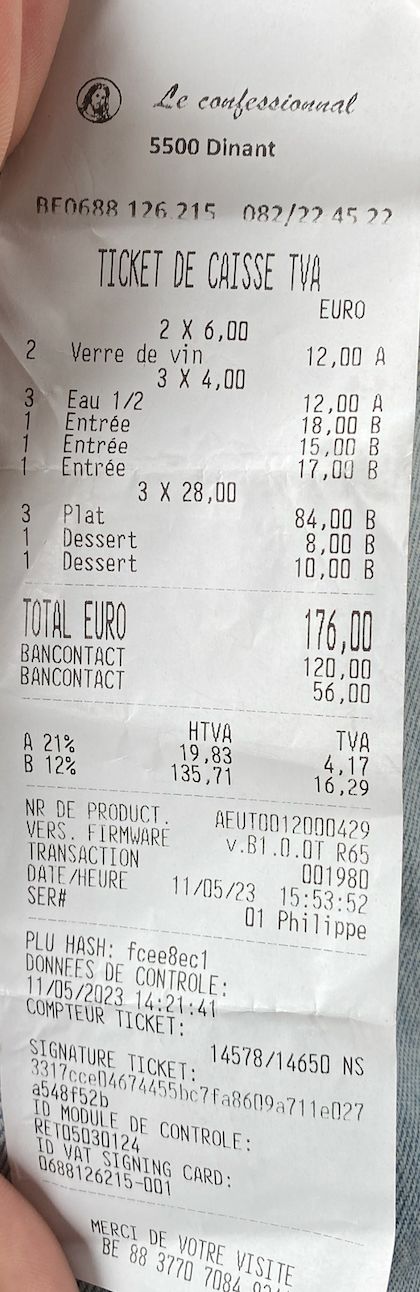 Le confessionnal
5500 Dinant
BE0688 126.215 082/22 45 22
TICKET DE CAISSE TVA
EURO
2 X 6,00
2 Verre de vin 12,00 A
3 X 4,00
3 Eau 1/2 12,00 A
1 Entrée 18,00 B
1 Entrée 15,00 B
1 Entrée 17,00 B
3 X 28,00
3 Plat 84,00 B
1 Dessert 8,00 B
1 Dessert 10,00 B
TOTAL EURO 176,00
BANCONTACT 120,00
BANCONTACT 56,00
HTVA TVA
A 21% 19,83 4,17
B 12% 135,71 16,29
NR DE PRODUCT. AEUT0012000429
VERS. FIRMWARE v.B1.0.0T R65
TRANSACTION 001980
DATE/HEURE 11/05/23 15:53:52
SER# 01 Philippe
PLU HASH: fcee8ec1
DONNEES DE CONTROLE:
11/05/2023 14:21:41
COMPTEUR TICKET:
14578/14650 NS
SIGNATURE TICKET:
3317cce04674455bc7fa8609a711e027
a548f52b
ID MODULE DE CONTROLE:
RET05030124
ID VAT SIGNING CARD:
0688126215-001
MERCI DE VOTRE VISITE
BE 88 3770 7084